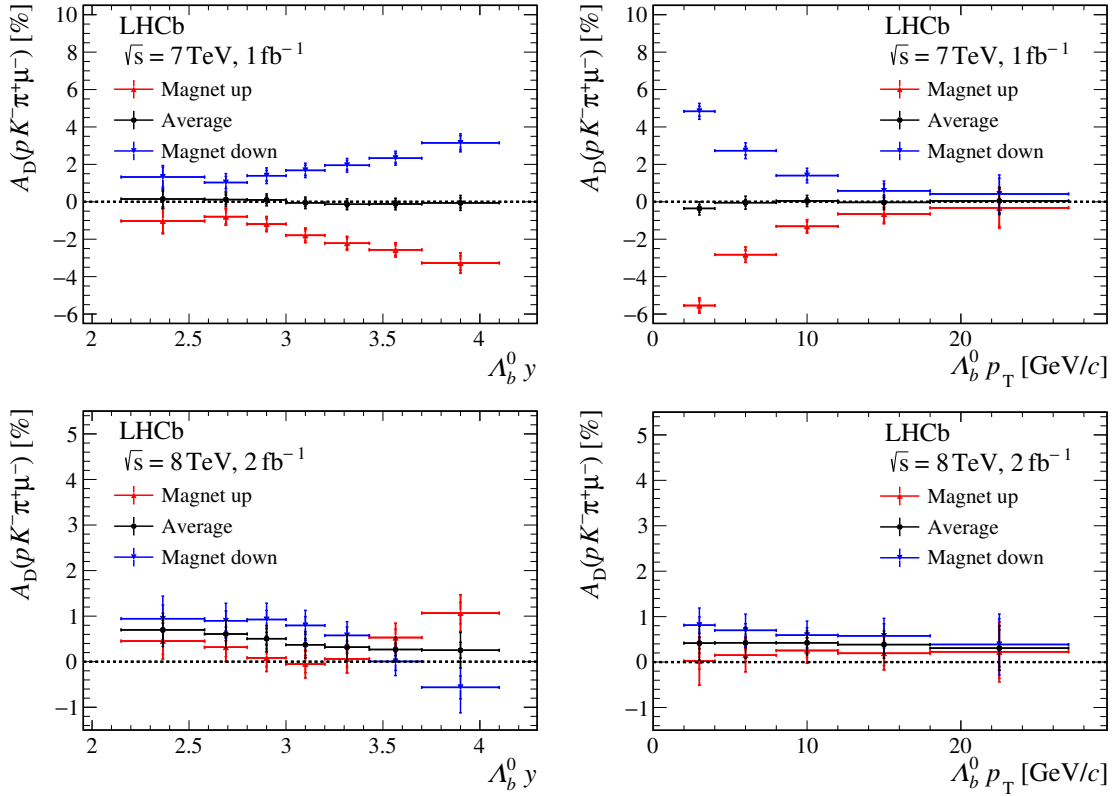 A_D(pK⁻π⁺μ⁻) [%]
10
8
6
4
2
0
−2
−4
−6
LHCb
√s = 7 TeV, 1 fb⁻¹
Magnet up
Average
Magnet down
2
2.5
3
3.5
4
Λ_b^0 y
A_D(pK⁻π⁺μ⁻) [%]
10
8
6
4
2
0
−2
−4
−6
LHCb
√s = 7 TeV, 1 fb⁻¹
Magnet up
Average
Magnet down
0
10
20
Λ_b^0 p_T [GeV/c]
A_D(pK⁻π⁺μ⁻) [%]
5
4
3
2
1
0
−1
LHCb
√s = 8 TeV, 2 fb⁻¹
Magnet up
Average
Magnet down
2
2.5
3
3.5
4
Λ_b^0 y
A_D(pK⁻π⁺μ⁻) [%]
5
4
3
2
1
0
−1
LHCb
√s = 8 TeV, 2 fb⁻¹
Magnet up
Average
Magnet down
0
10
20
Λ_b^0 p_T [GeV/c]